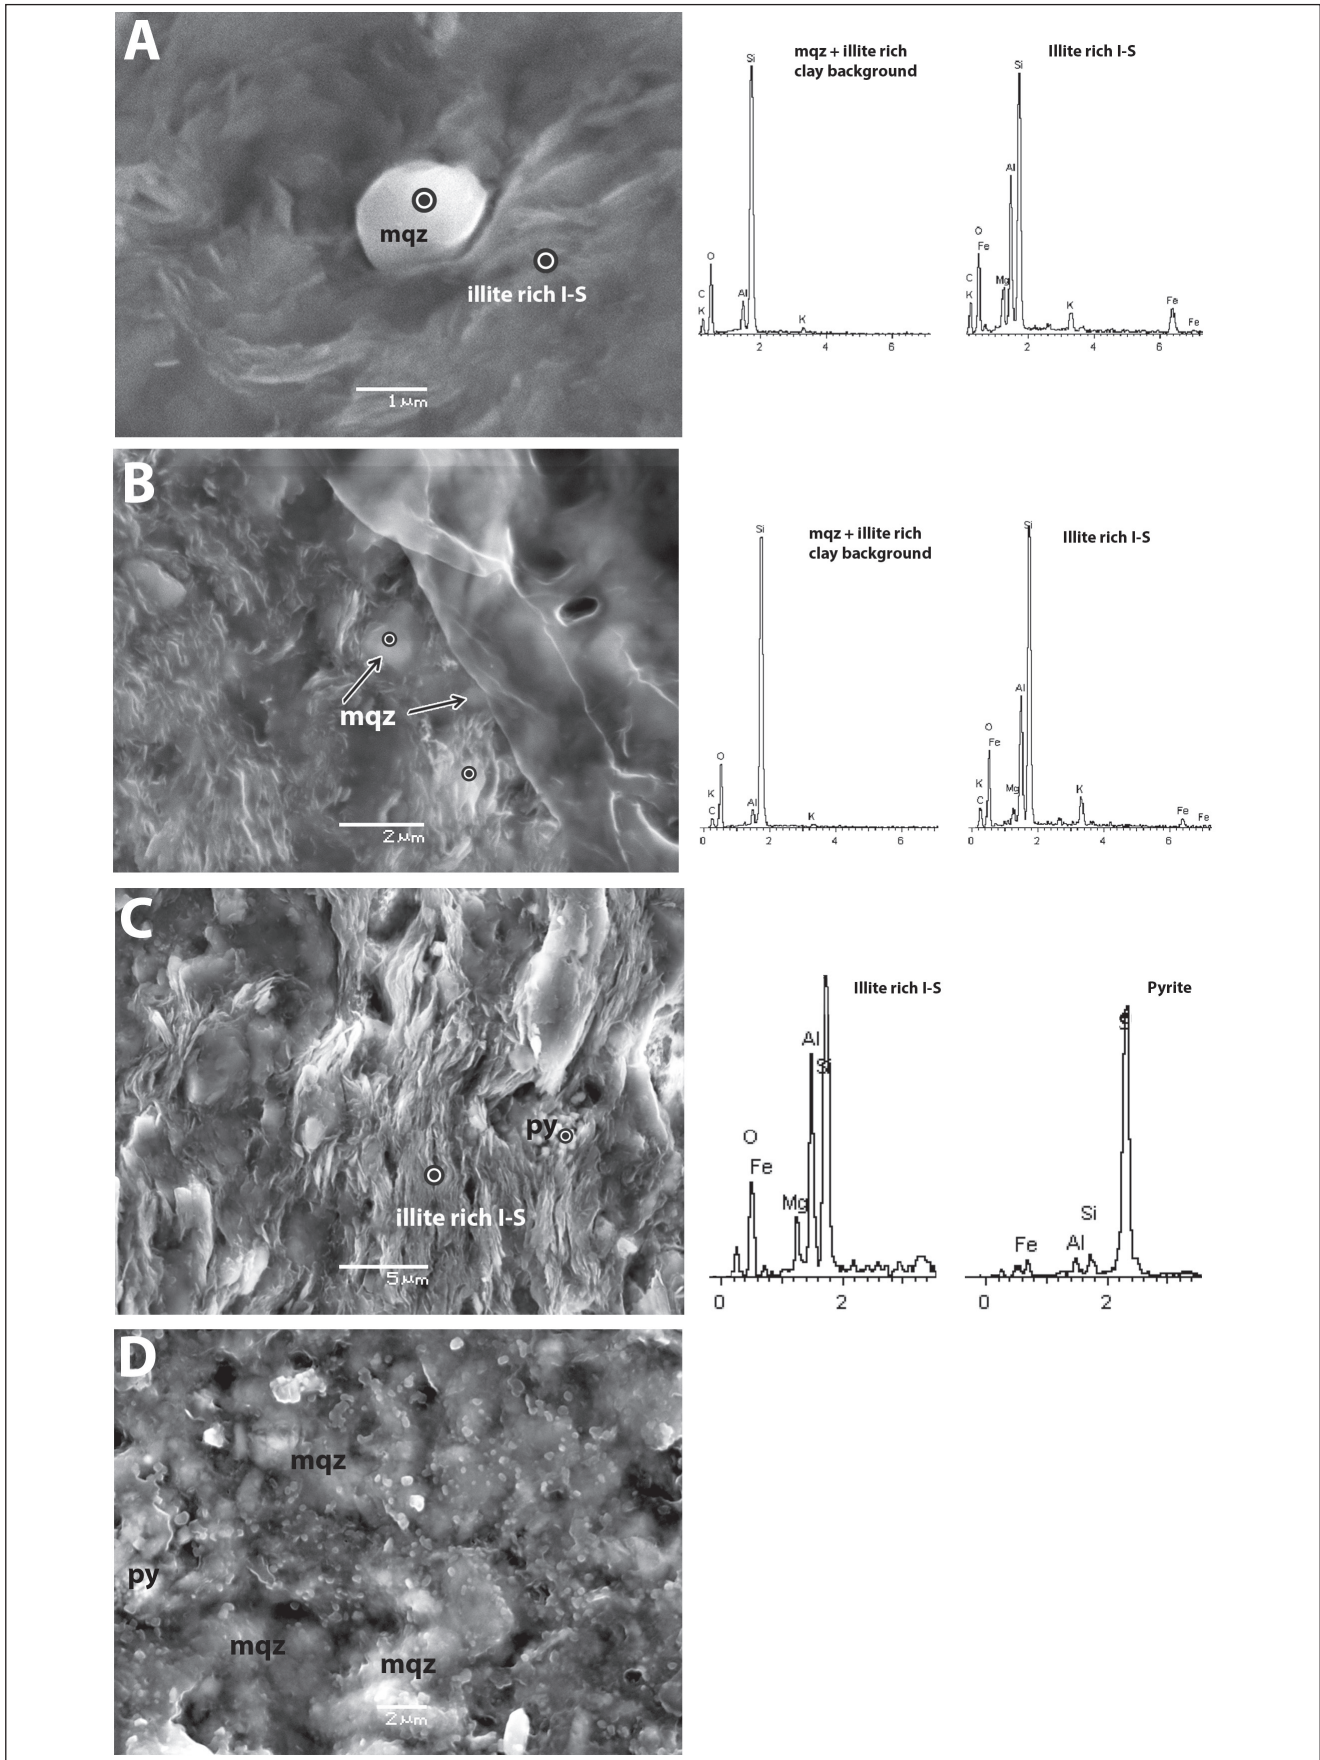 A
mqz
illite rich I-S
1 µm
mqz + illite rich
clay background
Si
O
C
K
Al
K
2 4 6
Illite rich I-S
Si
Al
O
Fe
C
K
Mg
K
Fe
Fe
2 4 6
B
mqz
2 µm
mqz + illite rich
clay background
Si
O
K
C
Al
K
0 2 4 6
Illite rich I-S
Si
Al
O
Fe
K
C
Mg
K
Fe
Fe
0 2 4 6
C
py
illite rich I-S
5 µm
Illite rich I-S
Al
Si
O
Fe
Mg
0 2
Pyrite
S
Si
Fe
Al
0 2
D
mqz
py
mqz
mqz
2 µm